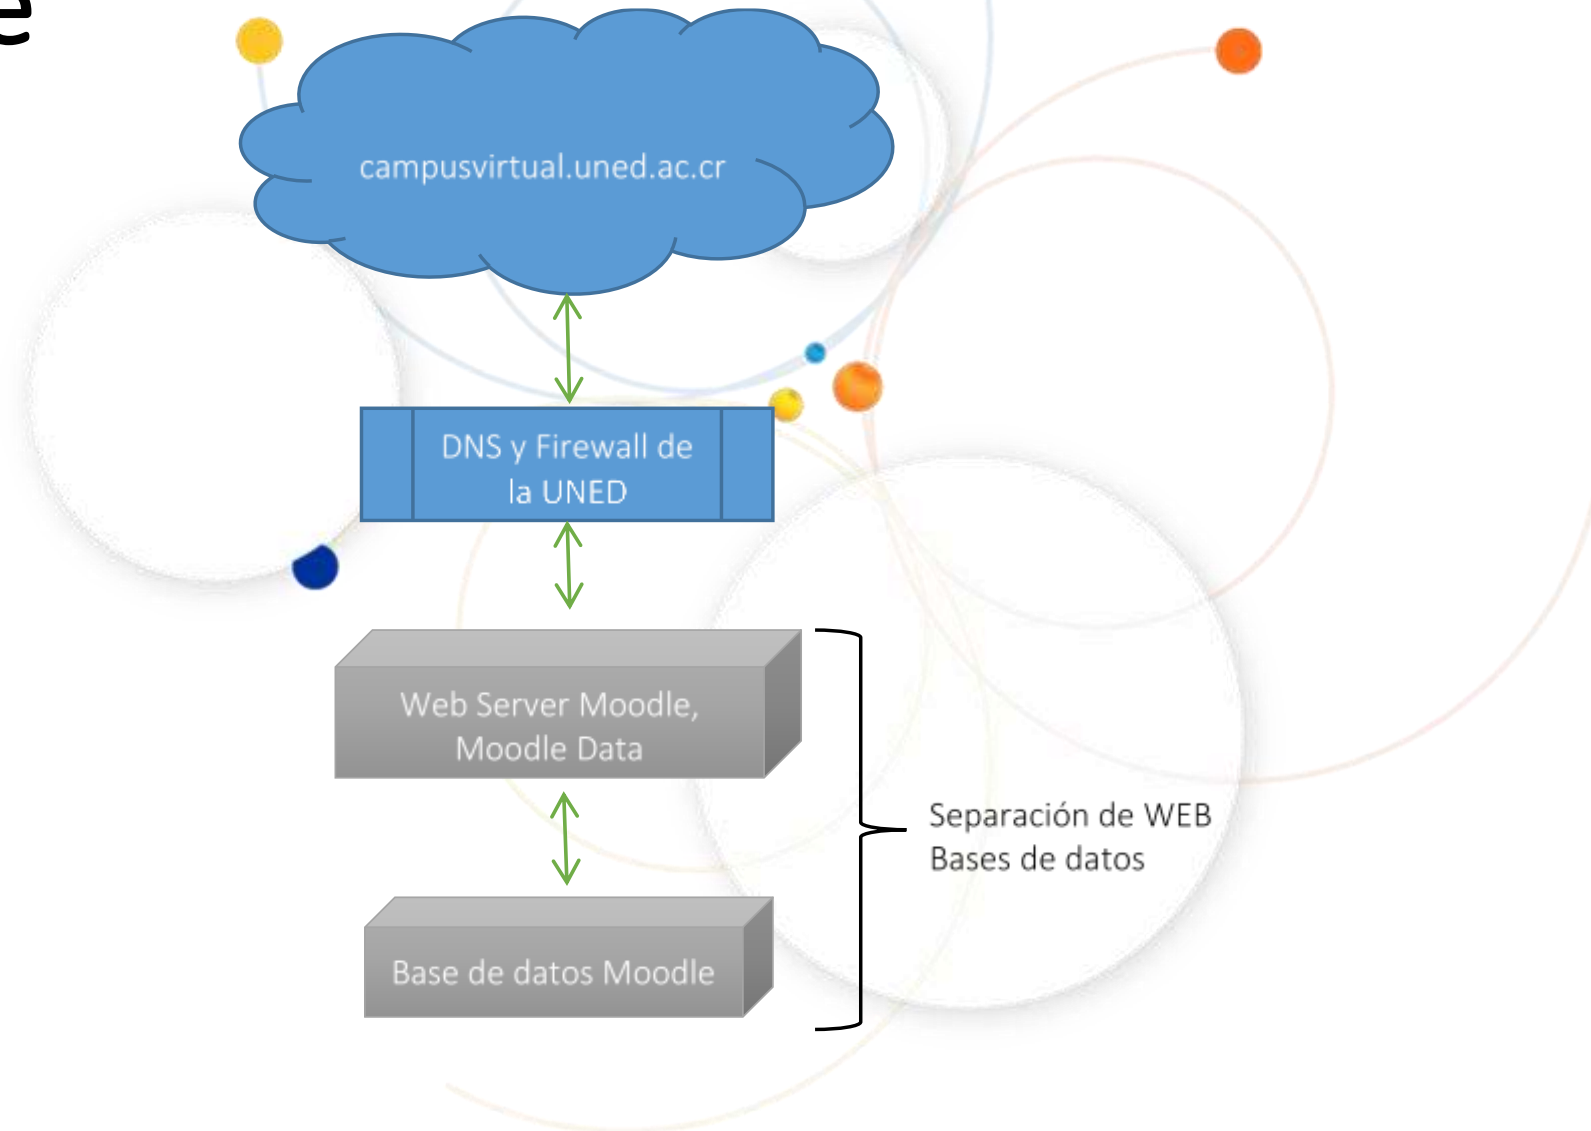 e
campusvirtual.uned.ac.cr
DNS y Firewall de
la UNED
Web Server Moodle,
Moodle Data
Separación de WEB
Bases de datos
Base de datos Moodle